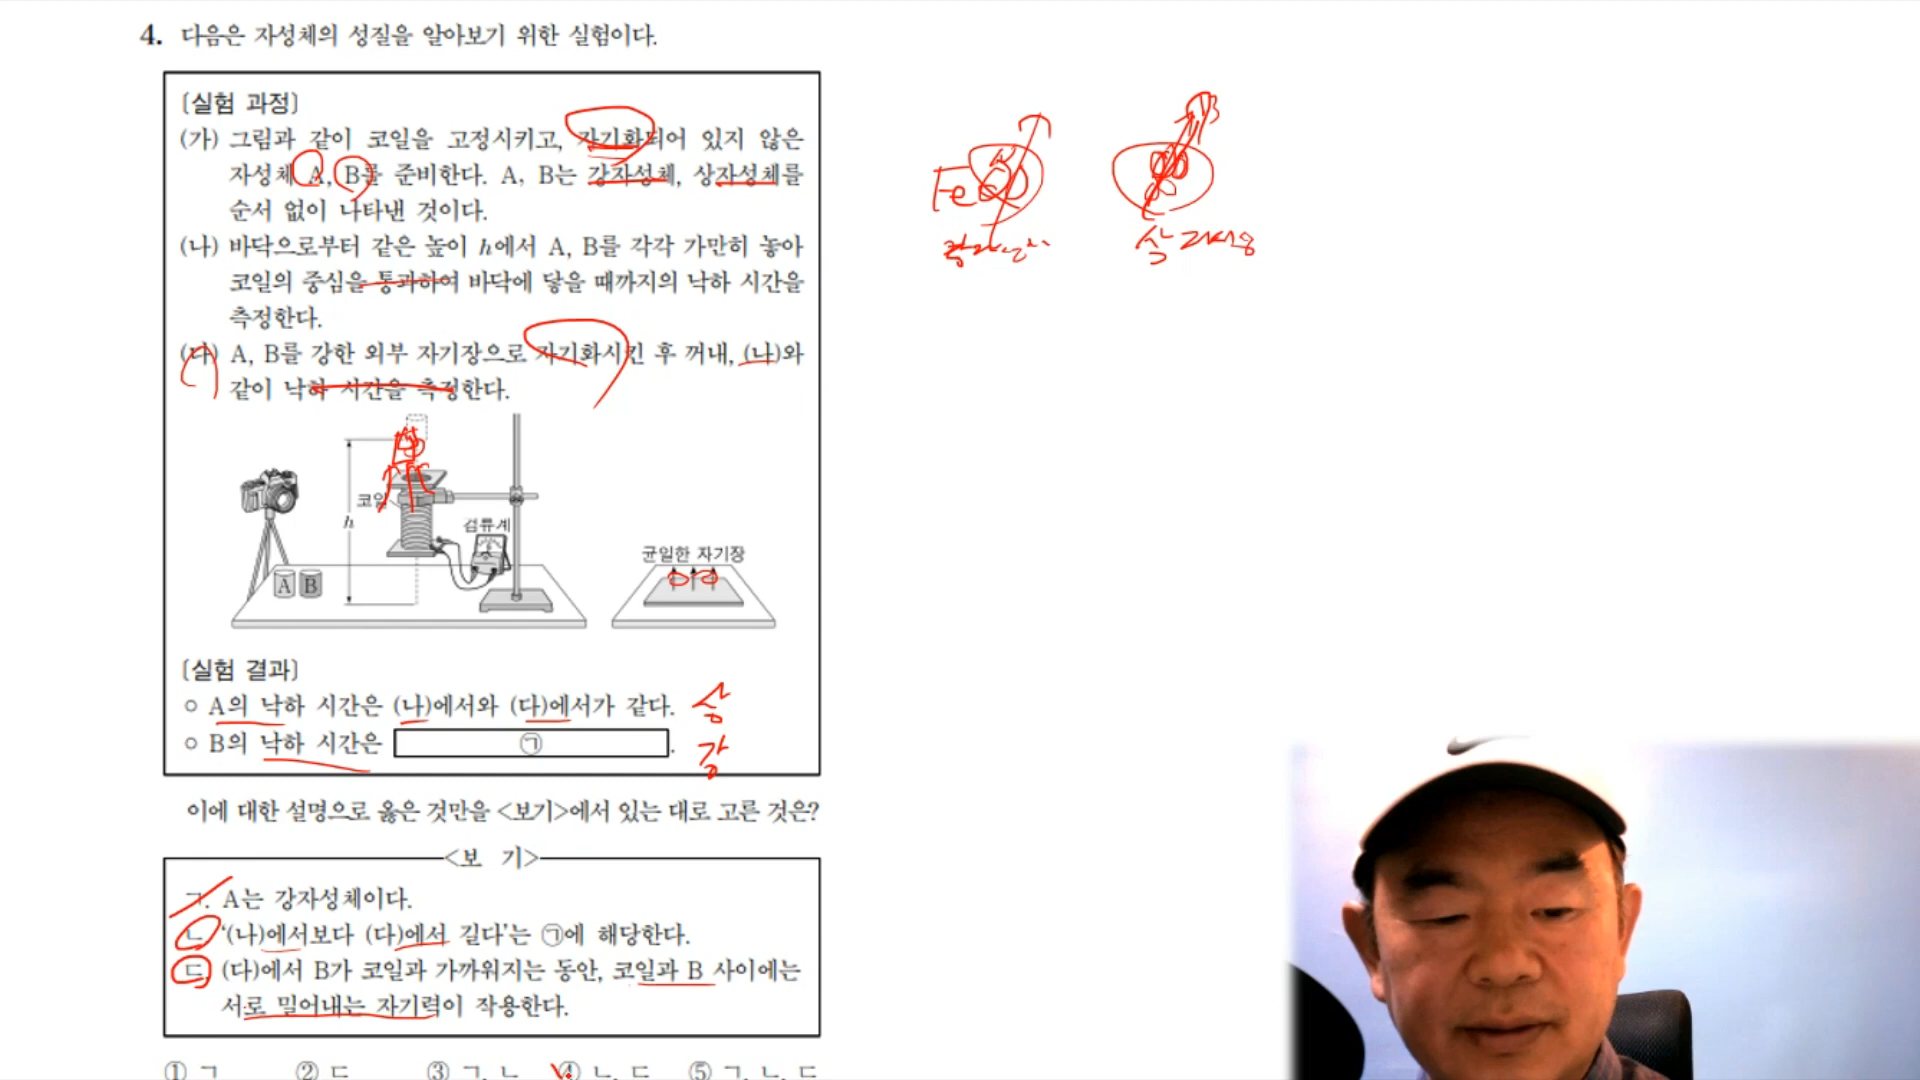 4. 다음은 자성체의 성질을 알아보기 위한 실험이다.
[실험 과정]
(가) 그림과 같이 코일을 고정시키고, 자기화되어 있지 않은
자성체 A, B를 준비한다. A, B는 강자성체, 상자성체를
순서 없이 나타낸 것이다.
(나) 바닥으로부터 같은 높이 h에서 A, B를 각각 가만히 놓아
코일의 중심을 통과하여 바닥에 닿을 때까지의 낙하 시간을
측정한다.
(다) A, B를 강한 외부 자기장으로 자기화시킨 후 꺼내, (나)와
같이 낙하 시간을 측정한다.
코일
h
검류계
A B
균일한 자기장
[실험 결과]
○ A의 낙하 시간은 (나)에서와 (다)에서가 같다. 상
○ B의 낙하 시간은 ㉠. 강
이에 대한 설명으로 옳은 것만을 <보기>에서 있는 대로 고른 것은?
<보 기>
ㄱ. A는 강자성체이다.
ㄴ. ‘(나)에서보다 (다)에서 길다’는 ㉠에 해당한다.
ㄷ. (다)에서 B가 코일과 가까워지는 동안, 코일과 B 사이에는
서로 밀어내는 자기력이 작용한다.
① ㄱ ② ㄷ ③ ㄱ, ㄴ ④ ㄴ, ㄷ ⑤ ㄱ, ㄴ, ㄷ
Fe